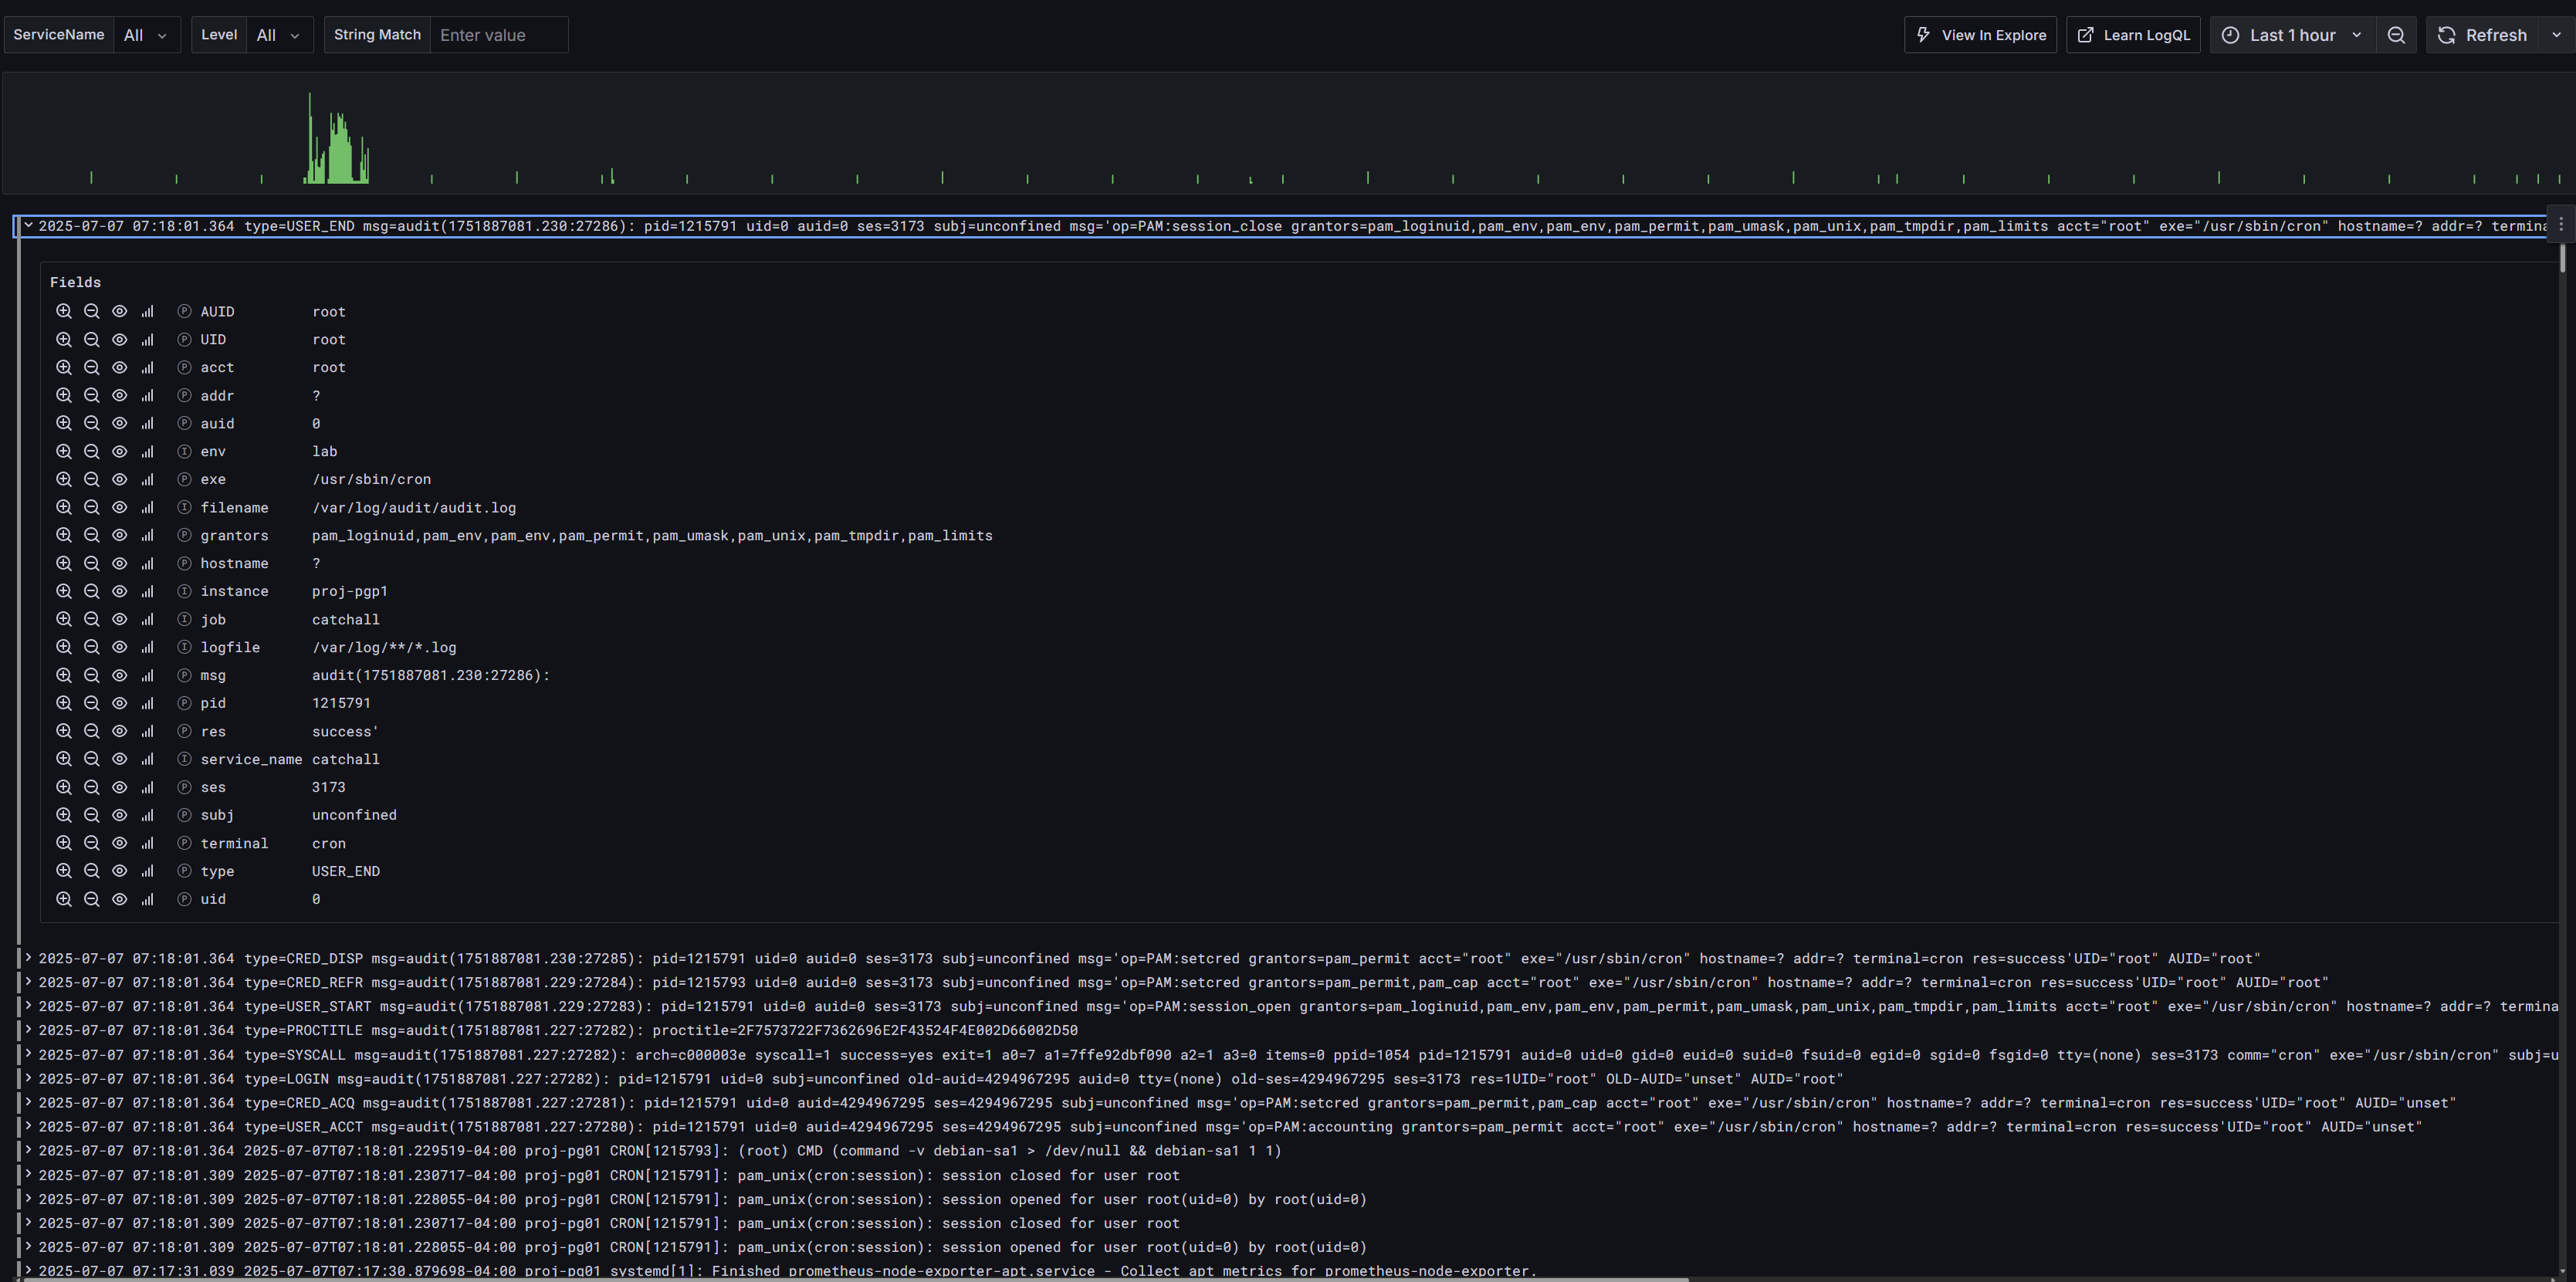 ServiceName All Level All String Match Enter value View In Explore Learn LogQL Last 1 hour Refresh
2025-07-07 07:18:01.364 type=USER_END msg=audit(1751887081.230:27286): pid=1215791 uid=0 auid=0 ses=3173 subj=unconfined msg='op=PAM:session_close grantors=pam_loginuid,pam_env,pam_env,pam_permit,pam_umask,pam_unix,pam_tmpdir,pam_limits acct="root" exe="/usr/sbin/cron" hostname=? addr=? termina
Fields
P AUID root
P UID root
P acct root
P addr ?
P auid 0
I env lab
P exe /usr/sbin/cron
I filename /var/log/audit/audit.log
P grantors pam_loginuid,pam_env,pam_env,pam_permit,pam_umask,pam_unix,pam_tmpdir,pam_limits
P hostname ?
I instance proj-pgp1
I job catchall
I logfile /var/log/**/*.log
P msg audit(1751887081.230:27286):
P pid 1215791
P res success'
I service_name catchall
P ses 3173
P subj unconfined
P terminal cron
P type USER_END
P uid 0
2025-07-07 07:18:01.364 type=CRED_DISP msg=audit(1751887081.230:27285): pid=1215791 uid=0 auid=0 ses=3173 subj=unconfined msg='op=PAM:setcred grantors=pam_permit acct="root" exe="/usr/sbin/cron" hostname=? addr=? terminal=cron res=success'UID="root" AUID="root"
2025-07-07 07:18:01.364 type=CRED_REFR msg=audit(1751887081.229:27284): pid=1215793 uid=0 auid=0 ses=3173 subj=unconfined msg='op=PAM:setcred grantors=pam_permit,pam_cap acct="root" exe="/usr/sbin/cron" hostname=? addr=? terminal=cron res=success'UID="root" AUID="root"
2025-07-07 07:18:01.364 type=USER_START msg=audit(1751887081.229:27283): pid=1215791 uid=0 auid=0 ses=3173 subj=unconfined msg='op=PAM:session_open grantors=pam_loginuid,pam_env,pam_env,pam_permit,pam_umask,pam_unix,pam_tmpdir,pam_limits acct="root" exe="/usr/sbin/cron" hostname=? addr=? termina
2025-07-07 07:18:01.364 type=PROCTITLE msg=audit(1751887081.227:27282): proctitle=2F7573722F7362696E2F43524F4E002D66002D50
2025-07-07 07:18:01.364 type=SYSCALL msg=audit(1751887081.227:27282): arch=c000003e syscall=1 success=yes exit=1 a0=7 a1=7ffe92dbf090 a2=1 a3=0 items=0 ppid=1054 pid=1215791 auid=0 uid=0 gid=0 euid=0 suid=0 fsuid=0 egid=0 sgid=0 fsgid=0 tty=(none) ses=3173 comm="cron" exe="/usr/sbin/cron" subj=u
2025-07-07 07:18:01.364 type=LOGIN msg=audit(1751887081.227:27282): pid=1215791 uid=0 subj=unconfined old-auid=4294967295 auid=0 tty=(none) old-ses=4294967295 ses=3173 res=1UID="root" OLD-AUID="unset" AUID="root"
2025-07-07 07:18:01.364 type=CRED_ACQ msg=audit(1751887081.227:27281): pid=1215791 uid=0 auid=4294967295 ses=4294967295 subj=unconfined msg='op=PAM:setcred grantors=pam_permit,pam_cap acct="root" exe="/usr/sbin/cron" hostname=? addr=? terminal=cron res=success'UID="root" AUID="unset"
2025-07-07 07:18:01.364 type=USER_ACCT msg=audit(1751887081.227:27280): pid=1215791 uid=0 auid=4294967295 ses=4294967295 subj=unconfined msg='op=PAM:accounting grantors=pam_permit acct="root" exe="/usr/sbin/cron" hostname=? addr=? terminal=cron res=success'UID="root" AUID="unset"
2025-07-07 07:18:01.364 2025-07-07T07:18:01.229519-04:00 proj-pg01 CRON[1215793]: (root) CMD (command -v debian-sa1 > /dev/null && debian-sa1 1 1)
2025-07-07 07:18:01.309 2025-07-07T07:18:01.230717-04:00 proj-pg01 CRON[1215791]: pam_unix(cron:session): session closed for user root
2025-07-07 07:18:01.309 2025-07-07T07:18:01.228055-04:00 proj-pg01 CRON[1215791]: pam_unix(cron:session): session opened for user root(uid=0) by root(uid=0)
2025-07-07 07:18:01.309 2025-07-07T07:18:01.230717-04:00 proj-pg01 CRON[1215791]: pam_unix(cron:session): session closed for user root
2025-07-07 07:18:01.309 2025-07-07T07:18:01.228055-04:00 proj-pg01 CRON[1215791]: pam_unix(cron:session): session opened for user root(uid=0) by root(uid=0)
2025-07-07 07:17:31.039 2025-07-07T07:17:30.879698-04:00 proj-pg01 systemd[1]: Finished prometheus-node-exporter-apt.service - Collect apt metrics for prometheus-node-exporter.